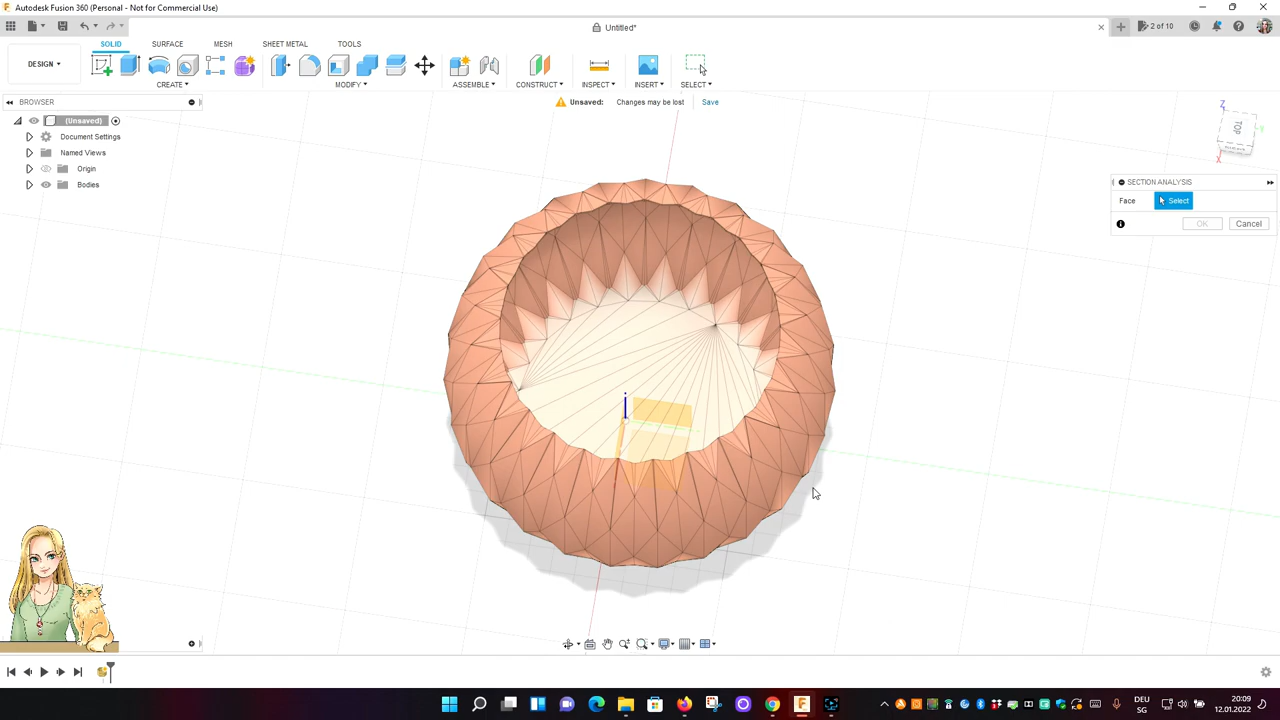 Autodesk Fusion 360 (Personal - Not for Commercial Use)
Untitled*
2 of 10
DESIGN
SOLID
SURFACE
MESH
SHEET METAL
TOOLS
CREATE
MODIFY
ASSEMBLE
CONSTRUCT
INSPECT
INSERT
SELECT
BROWSER
Unsaved: Changes may be lost Save
(Unsaved)
Document Settings
Named Views
Origin
Bodies
Z
TOP
X
SECTION ANALYSIS
Face Select
OK Cancel
DEU
SG
20:09
12.01.2022